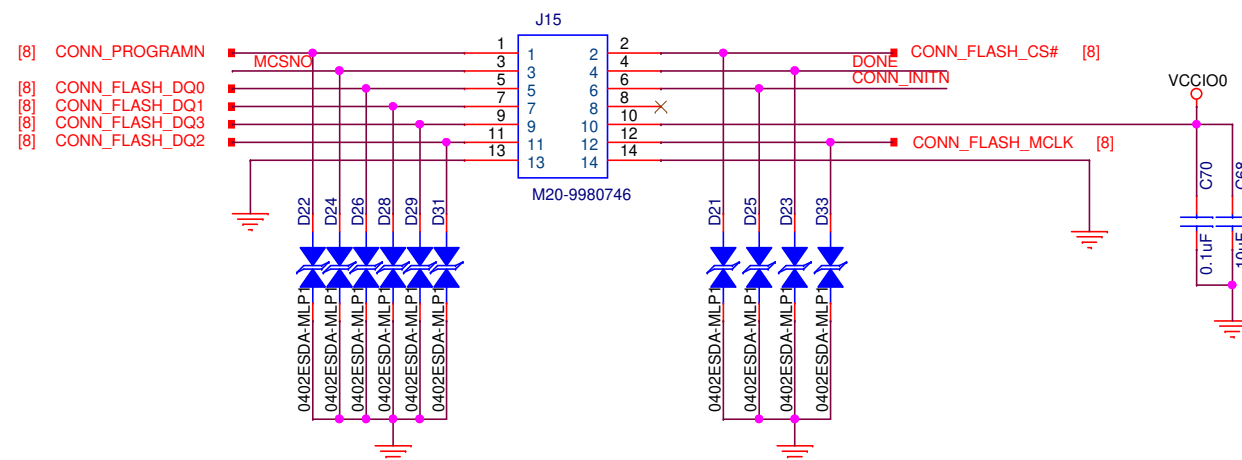 J15
[8] CONN_PROGRAMN 1 1 2 2 CONN_FLASH_CS# [8]
MCSNO 3 3 4 4 DONE
[8] CONN_FLASH_DQ0 5 5 6 6 CONN_INITN
[8] CONN_FLASH_DQ1 7 7 8 8
[8] CONN_FLASH_DQ3 9 9 10 10
[8] CONN_FLASH_DQ2 11 11 12 12 CONN_FLASH_MCLK [8]
13 13 14 14
VCCIO0
M20-9980746
D22
D24
D26
D28
D29
D31
D21
D25
D23
D33
C70
C68
0.1uF
10uF
0402ESDA-MLP1
0402ESDA-MLP1
0402ESDA-MLP1
0402ESDA-MLP1
0402ESDA-MLP1
0402ESDA-MLP1
0402ESDA-MLP1
0402ESDA-MLP1
0402ESDA-MLP1
0402ESDA-MLP1